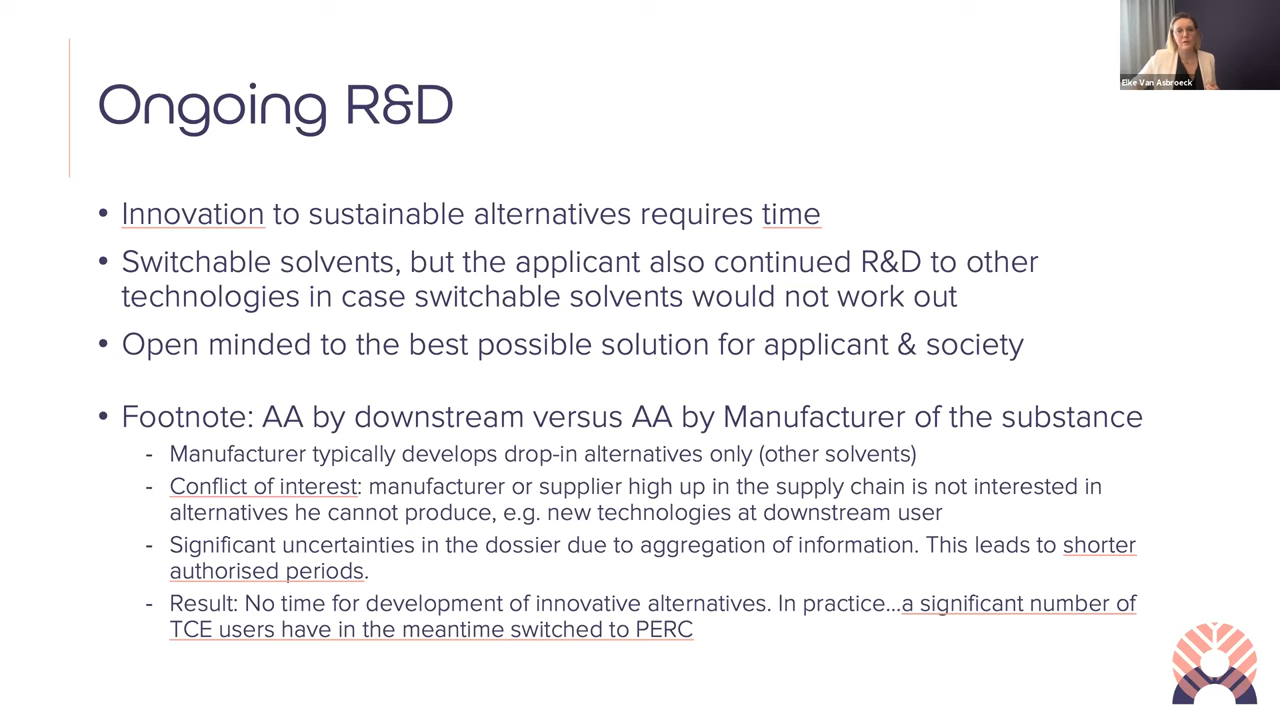 Elke Van Asbroeck
Ongoing R&D
• Innovation to sustainable alternatives requires time
• Switchable solvents, but the applicant also continued R&D to other
technologies in case switchable solvents would not work out
• Open minded to the best possible solution for applicant & society
• Footnote: AA by downstream versus AA by Manufacturer of the substance
- Manufacturer typically develops drop-in alternatives only (other solvents)
- Conflict of interest: manufacturer or supplier high up in the supply chain is not interested in
alternatives he cannot produce, e.g. new technologies at downstream user
- Significant uncertainties in the dossier due to aggregation of information. This leads to shorter
authorised periods.
- Result: No time for development of innovative alternatives. In practice...a significant number of
TCE users have in the meantime switched to PERC